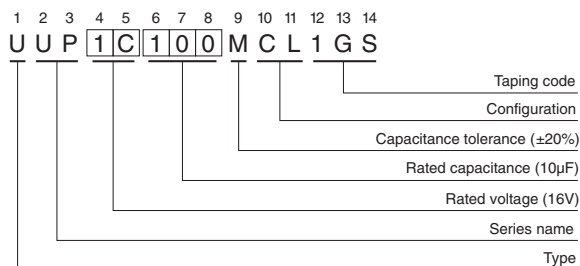 1 2 3 4 5 6 7 8 9 10 11 12 13 14
U U P 1 C 1 0 0 M C L 1 G S
Taping code
Configuration
Capacitance tolerance (±20%)
Rated capacitance (10µF)
Rated voltage (16V)
Series name
Type